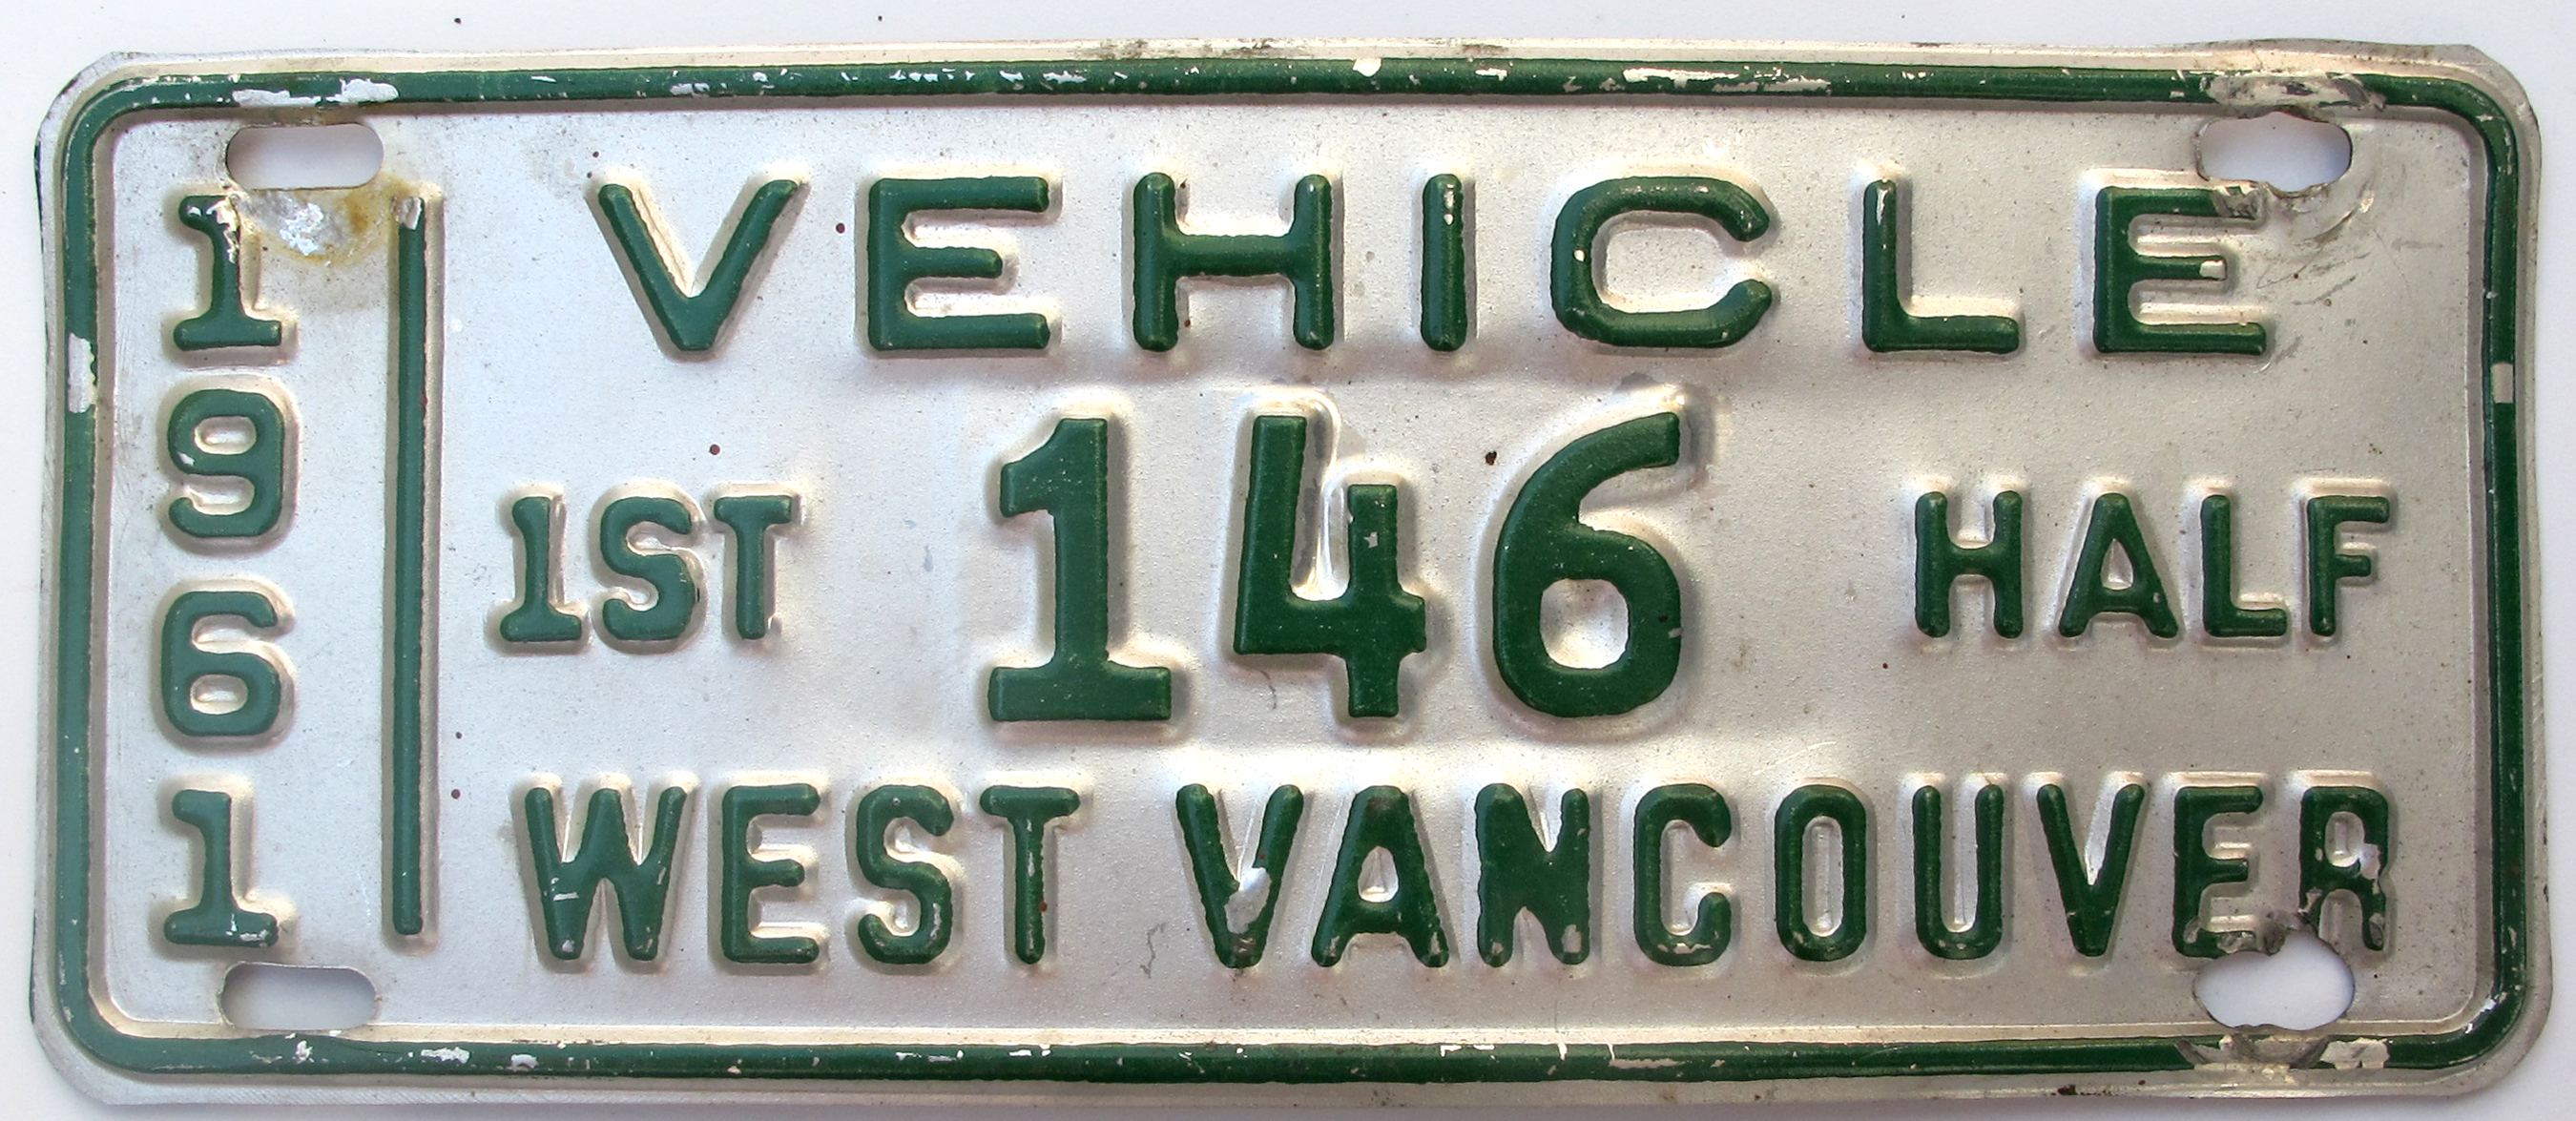 1961
VEHICLE
1ST 146 HALF
WEST VANCOUVER